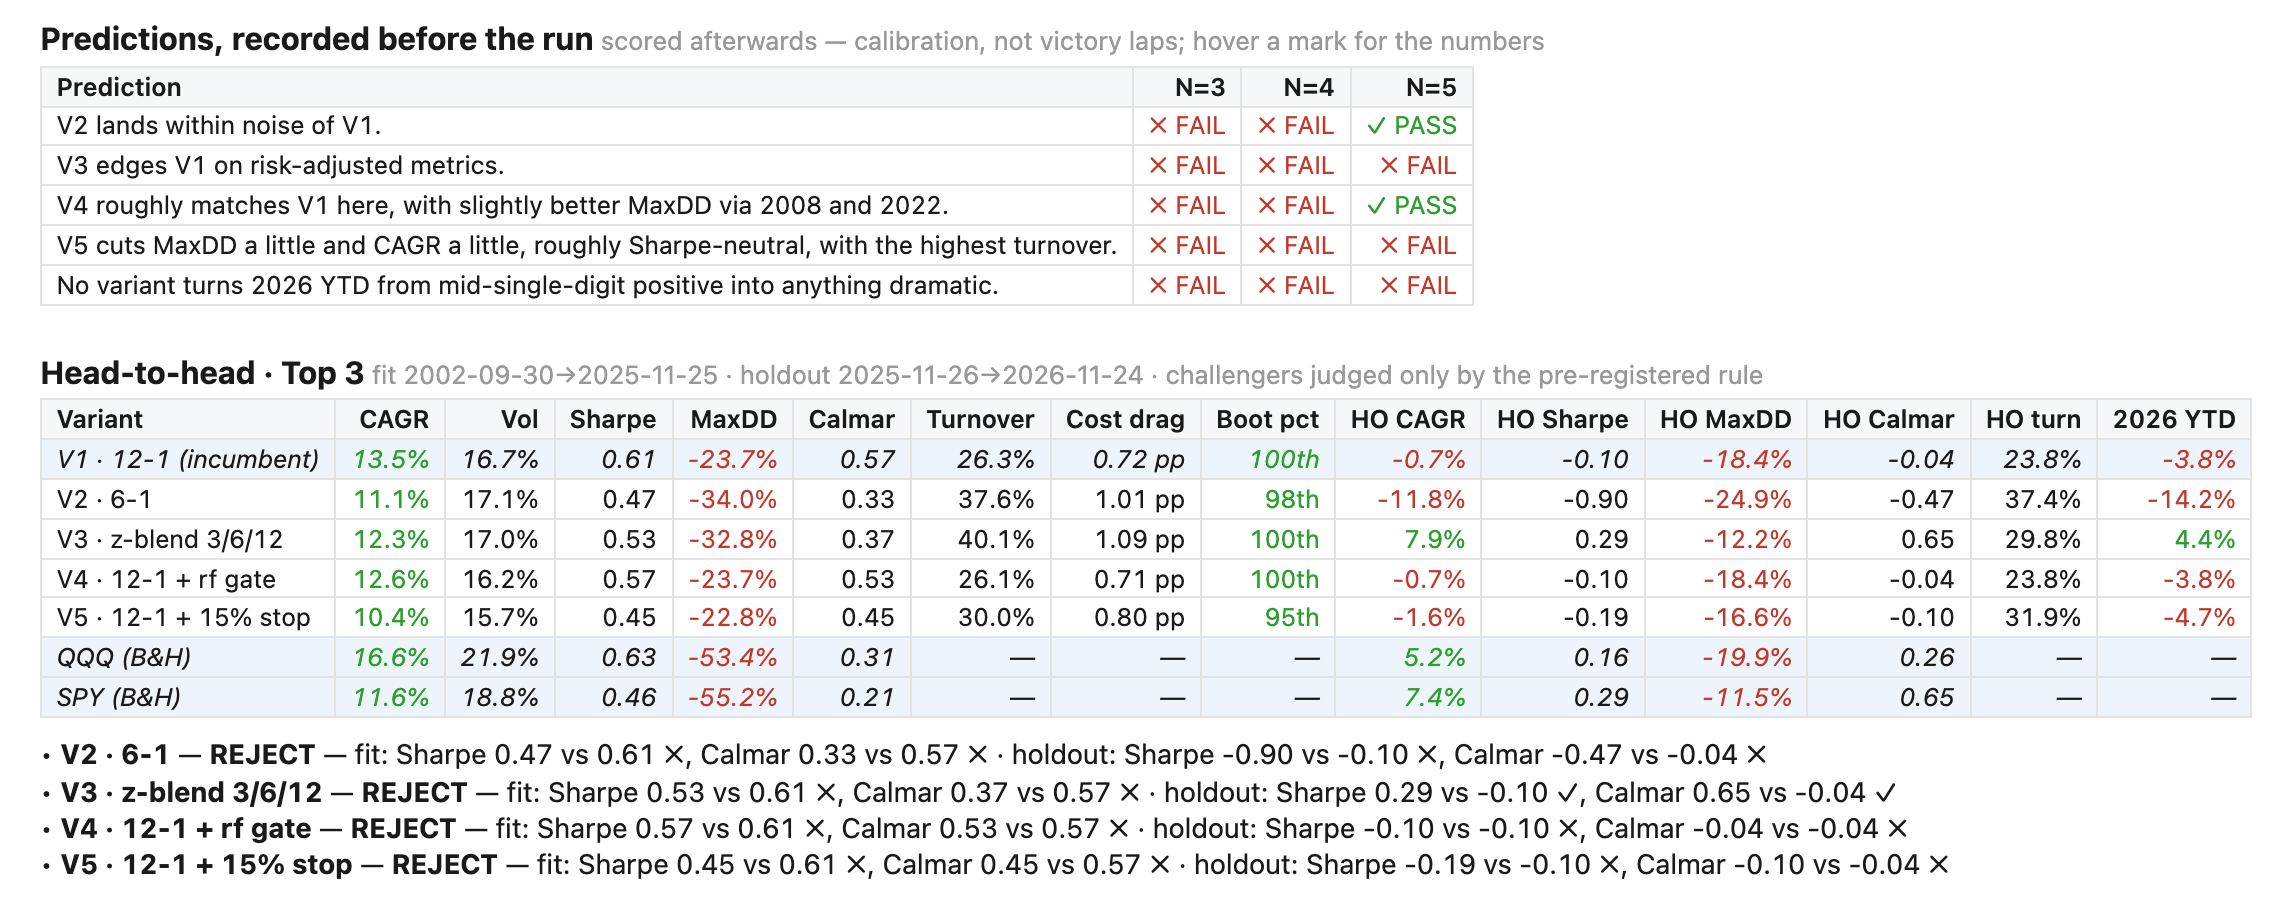 Predictions, recorded before the run scored afterwards — calibration, not victory laps; hover a mark for the numbers
Prediction N=3 N=4 N=5
V2 lands within noise of V1. ✕ FAIL ✕ FAIL ✓ PASS
V3 edges V1 on risk-adjusted metrics. ✕ FAIL ✕ FAIL ✕ FAIL
V4 roughly matches V1 here, with slightly better MaxDD via 2008 and 2022. ✕ FAIL ✕ FAIL ✓ PASS
V5 cuts MaxDD a little and CAGR a little, roughly Sharpe-neutral, with the highest turnover. ✕ FAIL ✕ FAIL ✕ FAIL
No variant turns 2026 YTD from mid-single-digit positive into anything dramatic. ✕ FAIL ✕ FAIL ✕ FAIL
Head-to-head · Top 3 fit 2002-09-30→2025-11-25 · holdout 2025-11-26→2026-11-24 · challengers judged only by the pre-registered rule
Variant CAGR Vol Sharpe MaxDD Calmar Turnover Cost drag Boot pct HO CAGR HO Sharpe HO MaxDD HO Calmar HO turn 2026 YTD
V1 · 12-1 (incumbent) 13.5% 16.7% 0.61 -23.7% 0.57 26.3% 0.72 pp 100th -0.7% -0.10 -18.4% -0.04 23.8% -3.8%
V2 · 6-1 11.1% 17.1% 0.47 -34.0% 0.33 37.6% 1.01 pp 98th -11.8% -0.90 -24.9% -0.47 37.4% -14.2%
V3 · z-blend 3/6/12 12.3% 17.0% 0.53 -32.8% 0.37 40.1% 1.09 pp 100th 7.9% 0.29 -12.2% 0.65 29.8% 4.4%
V4 · 12-1 + rf gate 12.6% 16.2% 0.57 -23.7% 0.53 26.1% 0.71 pp 100th -0.7% -0.10 -18.4% -0.04 23.8% -3.8%
V5 · 12-1 + 15% stop 10.4% 15.7% 0.45 -22.8% 0.45 30.0% 0.80 pp 95th -1.6% -0.19 -16.6% -0.10 31.9% -4.7%
QQQ (B&H) 16.6% 21.9% 0.63 -53.4% 0.31 — — — 5.2% 0.16 -19.9% 0.26 — —
SPY (B&H) 11.6% 18.8% 0.46 -55.2% 0.21 — — — 7.4% 0.29 -11.5% 0.65 — —
· V2 · 6-1 — REJECT — fit: Sharpe 0.47 vs 0.61 ✕, Calmar 0.33 vs 0.57 ✕ · holdout: Sharpe -0.90 vs -0.10 ✕, Calmar -0.47 vs -0.04 ✕
· V3 · z-blend 3/6/12 — REJECT — fit: Sharpe 0.53 vs 0.61 ✕, Calmar 0.37 vs 0.57 ✕ · holdout: Sharpe 0.29 vs -0.10 ✓, Calmar 0.65 vs -0.04 ✓
· V4 · 12-1 + rf gate — REJECT — fit: Sharpe 0.57 vs 0.61 ✕, Calmar 0.53 vs 0.57 ✕ · holdout: Sharpe -0.10 vs -0.10 ✕, Calmar -0.04 vs -0.04 ✕
· V5 · 12-1 + 15% stop — REJECT — fit: Sharpe 0.45 vs 0.61 ✕, Calmar 0.45 vs 0.57 ✕ · holdout: Sharpe -0.19 vs -0.10 ✕, Calmar -0.10 vs -0.04 ✕